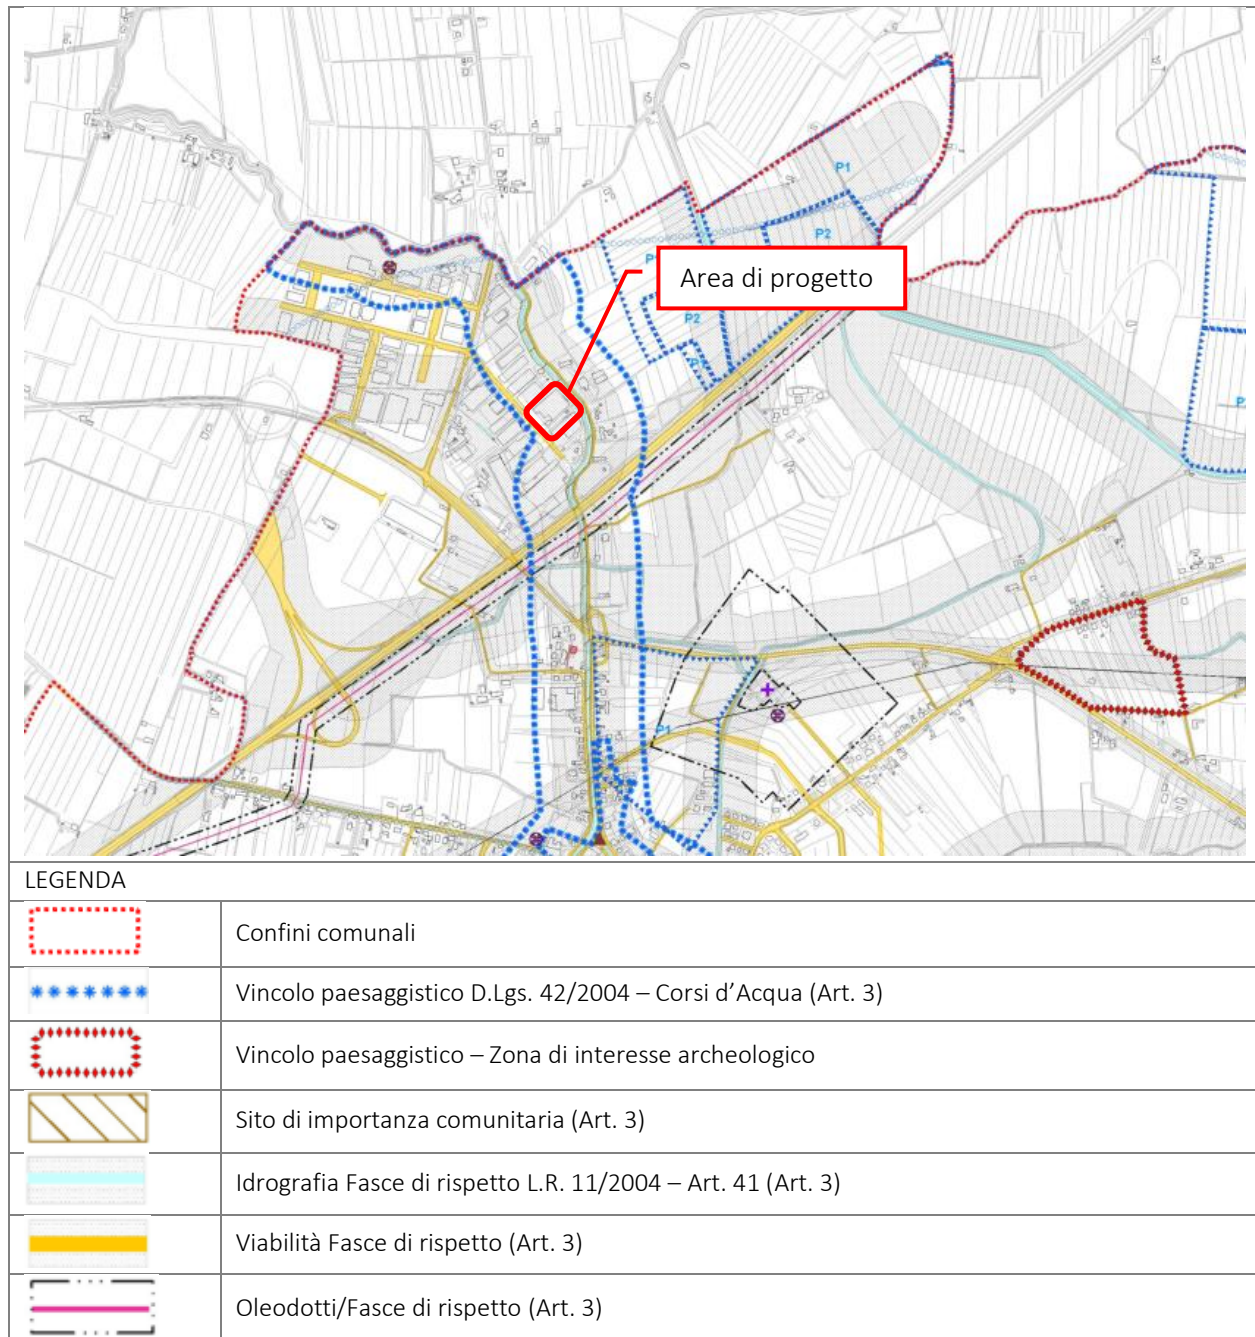 P1
P2
P
Area di progetto
P2
R
P
P1
LEGENDA
Confini comunali
Vincolo paesaggistico D.Lgs. 42/2004 – Corsi d'Acqua (Art. 3)
Vincolo paesaggistico – Zona di interesse archeologico
Sito di importanza comunitaria (Art. 3)
Idrografia Fasce di rispetto L.R. 11/2004 – Art. 41 (Art. 3)
Viabilità Fasce di rispetto (Art. 3)
Oleodotti/Fasce di rispetto (Art. 3)